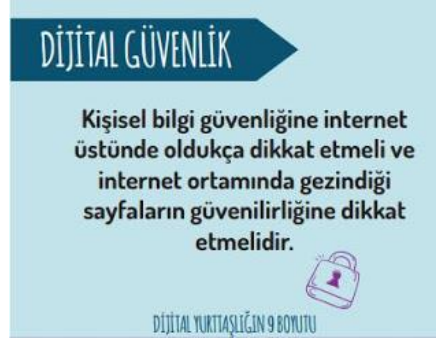 DİJİTAL GÜVENLİK
Kişisel bilgi güvenliğine internet
üstünde oldukça dikkat etmeli ve
internet ortamında gezindiği
sayfaların güvenilirliğine dikkat
etmelidir.
DİJİTAL YURTTAŞLIĞIN 9 BOYUTU